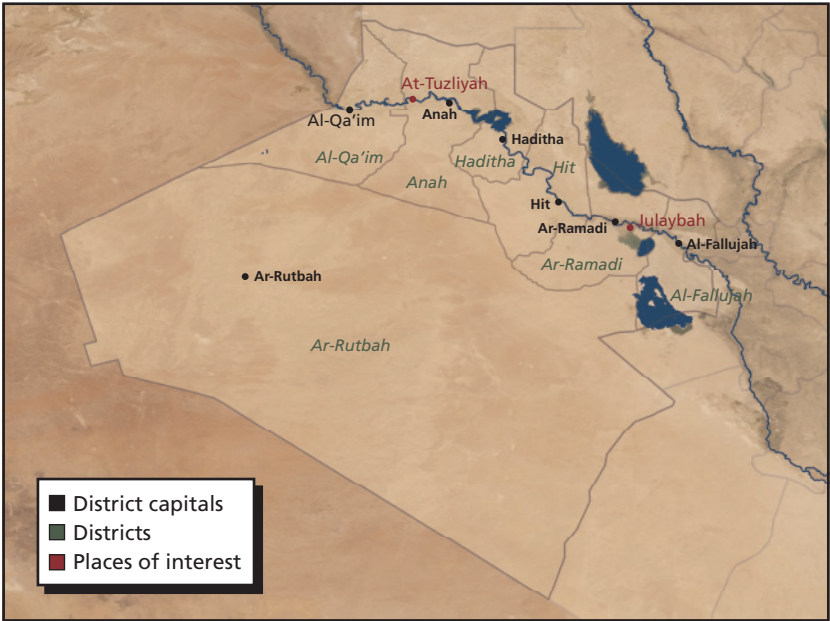 At-Tuzliyah
Anah
Al-Qa’im
Haditha
Al-Qa’im
Haditha
Hit
Anah
Hit
Julaybah
Ar-Ramadi
Al-Fallujah
Ar-Ramadi
Ar-Rutbah
Al-Fallujah
Ar-Rutbah
District capitals
Districts
Places of interest